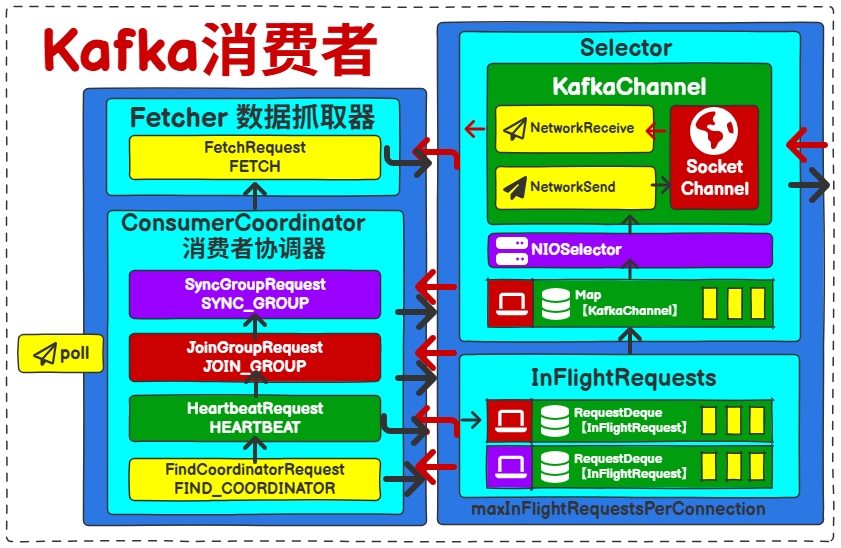 Kafka消费者
Fetcher 数据抓取器
FetchRequest
FETCH
ConsumerCoordinator
消费者协调器
SyncGroupRequest
SYNC_GROUP
JoinGroupRequest
JOIN_GROUP
HeartbeatRequest
HEARTBEAT
FindCoordinatorRequest
FIND_COORDINATOR
poll
Selector
KafkaChannel
NetworkReceive
NetworkSend
Socket
Channel
NIOSelector
Map
【KafkaChannel】
InFlightRequests
RequestDeque
【InFlightRequest】
RequestDeque
【InFlightRequest】
maxInFlightRequestsPerConnection